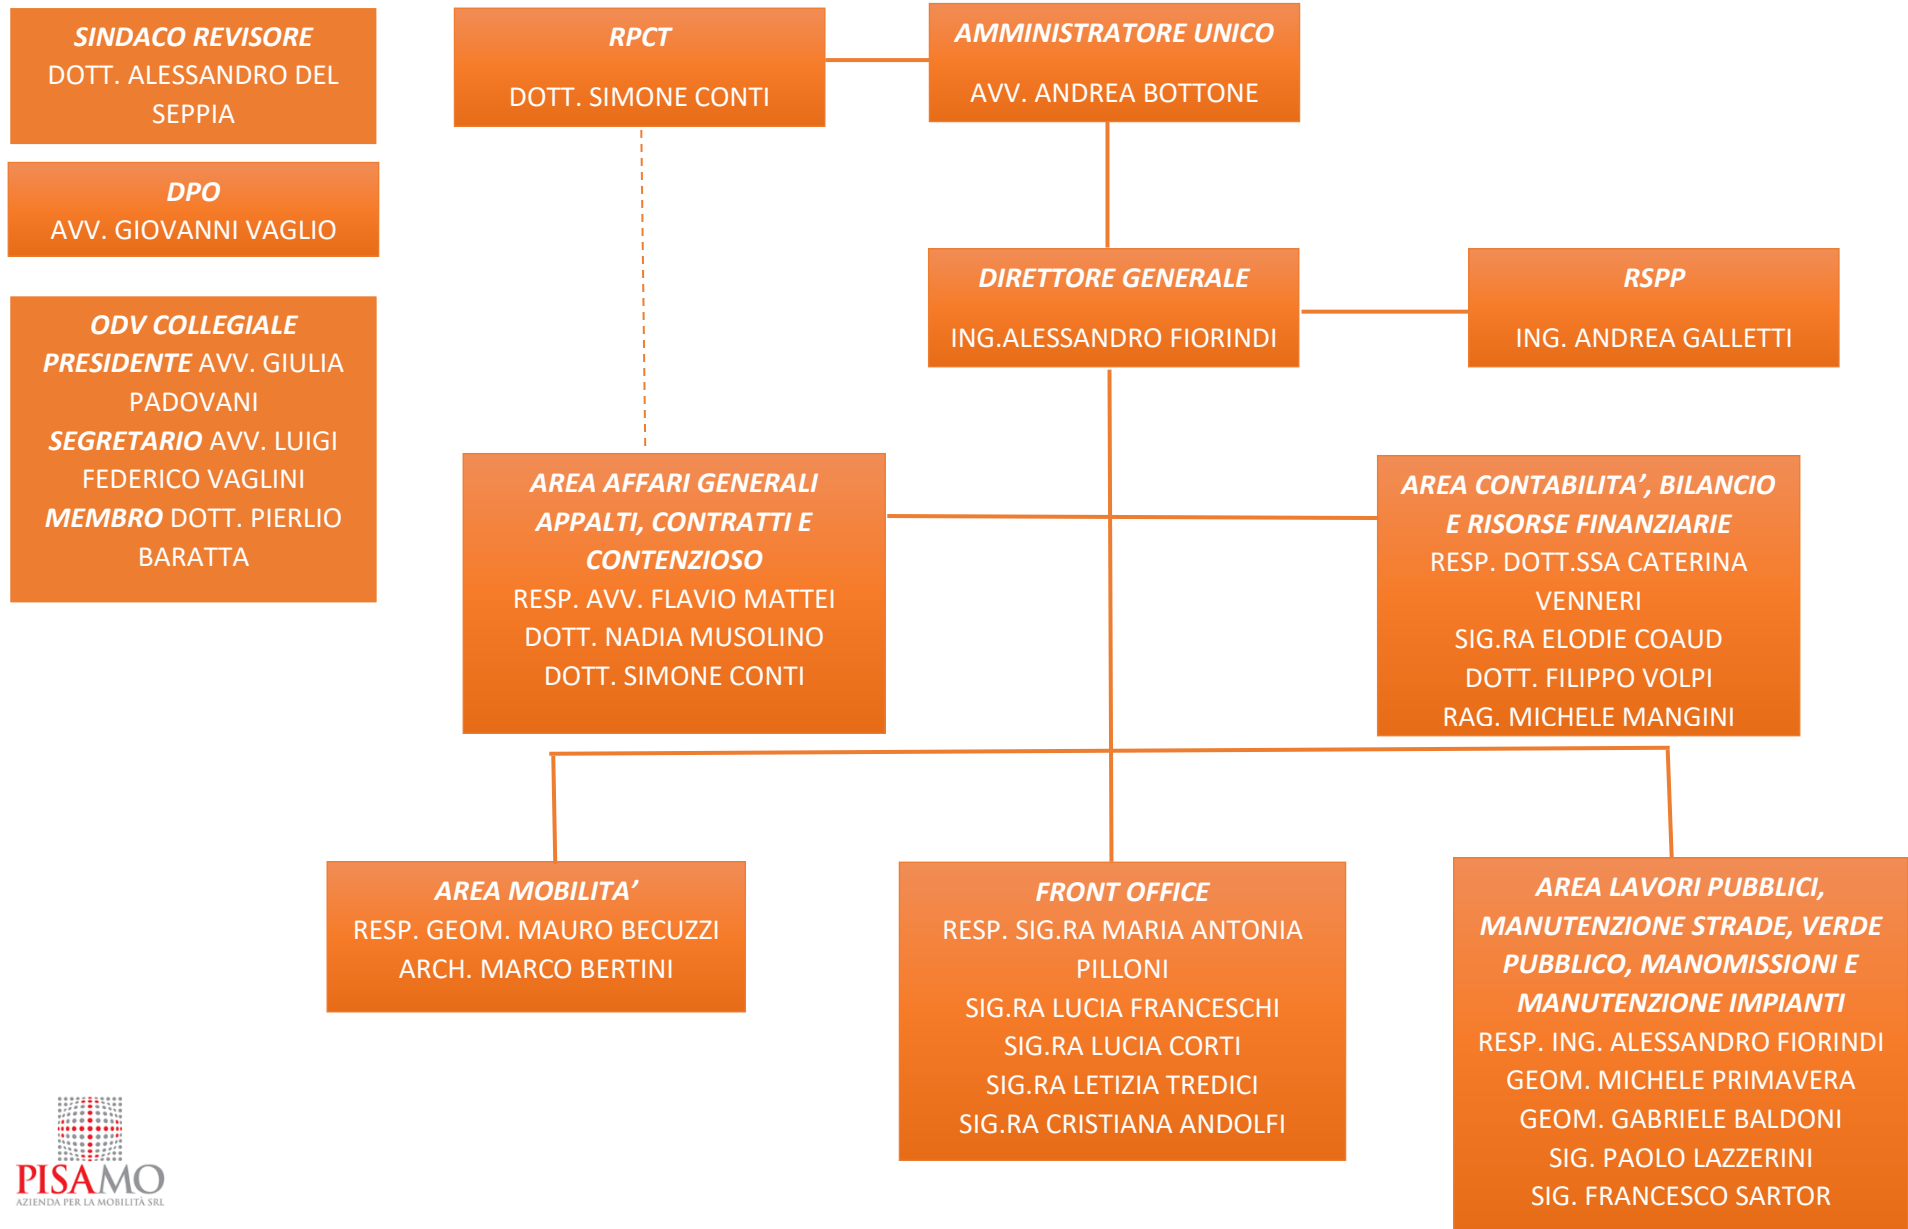 SINDACO REVISORE
DOTT. ALESSANDRO DEL
SEPPIA
RPCT
DOTT. SIMONE CONTI
AMMINISTRATORE UNICO
AVV. ANDREA BOTTONE
DPO
AVV. GIOVANNI VAGLIO
DIRETTORE GENERALE
ING.ALESSANDRO FIORINDI
RSPP
ING. ANDREA GALLETTI
ODV COLLEGIALE
PRESIDENTE AVV. GIULIA
PADOVANI
SEGRETARIO AVV. LUIGI
FEDERICO VAGLINI
MEMBRO DOTT. PIERLIO
BARATTA
AREA AFFARI GENERALI
APPALTI, CONTRATTI E
CONTENZIOSO
RESP. AVV. FLAVIO MATTEI
DOTT. NADIA MUSOLINO
DOTT. SIMONE CONTI
AREA CONTABILITA’, BILANCIO
E RISORSE FINANZIARIE
RESP. DOTT.SSA CATERINA
VENNERI
SIG.RA ELODIE COAUD
DOTT. FILIPPO VOLPI
RAG. MICHELE MANGINI
AREA MOBILITA’
RESP. GEOM. MAURO BECUZZI
ARCH. MARCO BERTINI
FRONT OFFICE
RESP. SIG.RA MARIA ANTONIA
PILLONI
SIG.RA LUCIA FRANCESCHI
SIG.RA LUCIA CORTI
SIG.RA LETIZIA TREDICI
SIG.RA CRISTIANA ANDOLFI
AREA LAVORI PUBBLICI,
MANUTENZIONE STRADE, VERDE
PUBBLICO, MANOMISSIONI E
MANUTENZIONE IMPIANTI
RESP. ING. ALESSANDRO FIORINDI
GEOM. MICHELE PRIMAVERA
GEOM. GABRIELE BALDONI
SIG. PAOLO LAZZERINI
SIG. FRANCESCO SARTOR
PISAMO
AZIENDA PER LA MOBILITÀ SRL